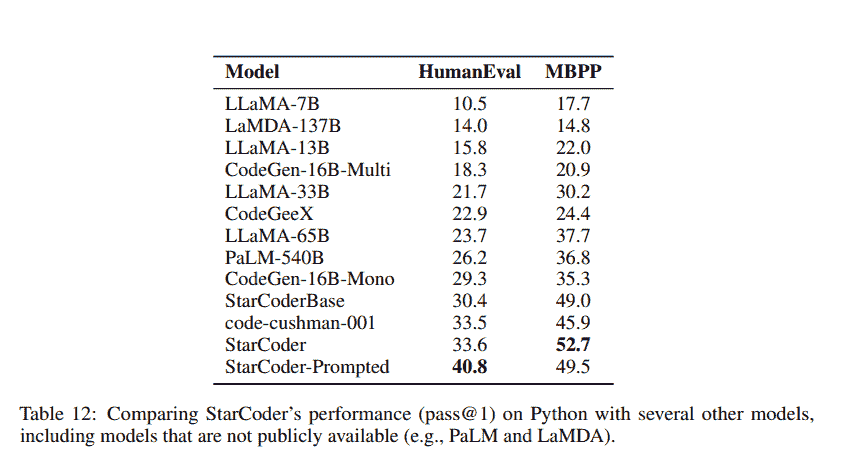 Model HumanEval MBPP
LLaMA-7B 10.5 17.7
LaMDA-137B 14.0 14.8
LLaMA-13B 15.8 22.0
CodeGen-16B-Multi 18.3 20.9
LLaMA-33B 21.7 30.2
CodeGeeX 22.9 24.4
LLaMA-65B 23.7 37.7
PaLM-540B 26.2 36.8
CodeGen-16B-Mono 29.3 35.3
StarCoderBase 30.4 49.0
code-cushman-001 33.5 45.9
StarCoder 33.6 52.7
StarCoder-Prompted 40.8 49.5
Table 12: Comparing StarCoder's performance (pass@1) on Python with several other models,
including models that are not publicly available (e.g., PaLM and LaMDA).